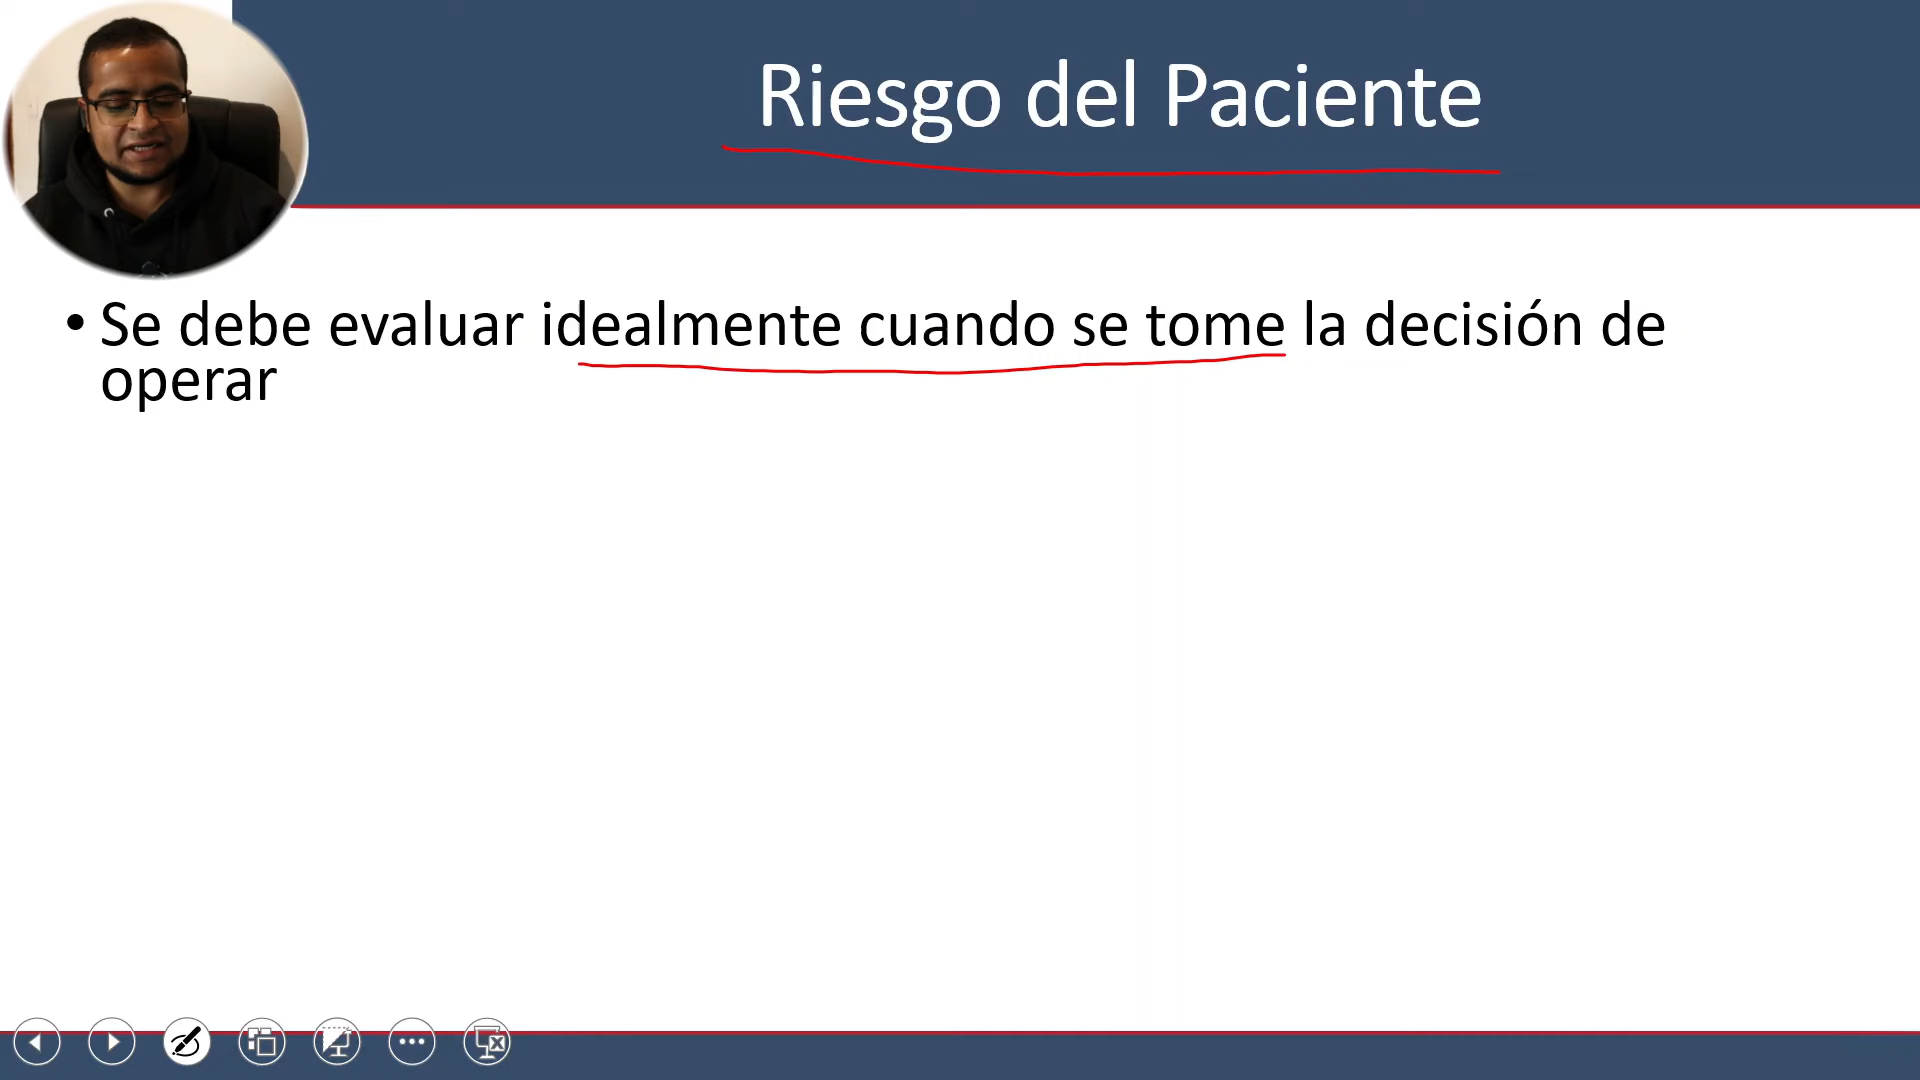 Riesgo del Paciente
• Se debe evaluar idealmente cuando se tome la decisión de
operar